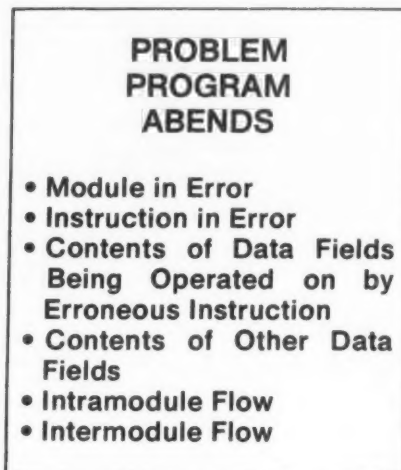 PROBLEM
PROGRAM
ABENDS
• Module in Error
• Instruction in Error
• Contents of Data Fields
Being Operated on by
Erroneous Instruction
• Contents of Other Data
Fields
• Intramodule Flow
• Intermodule Flow